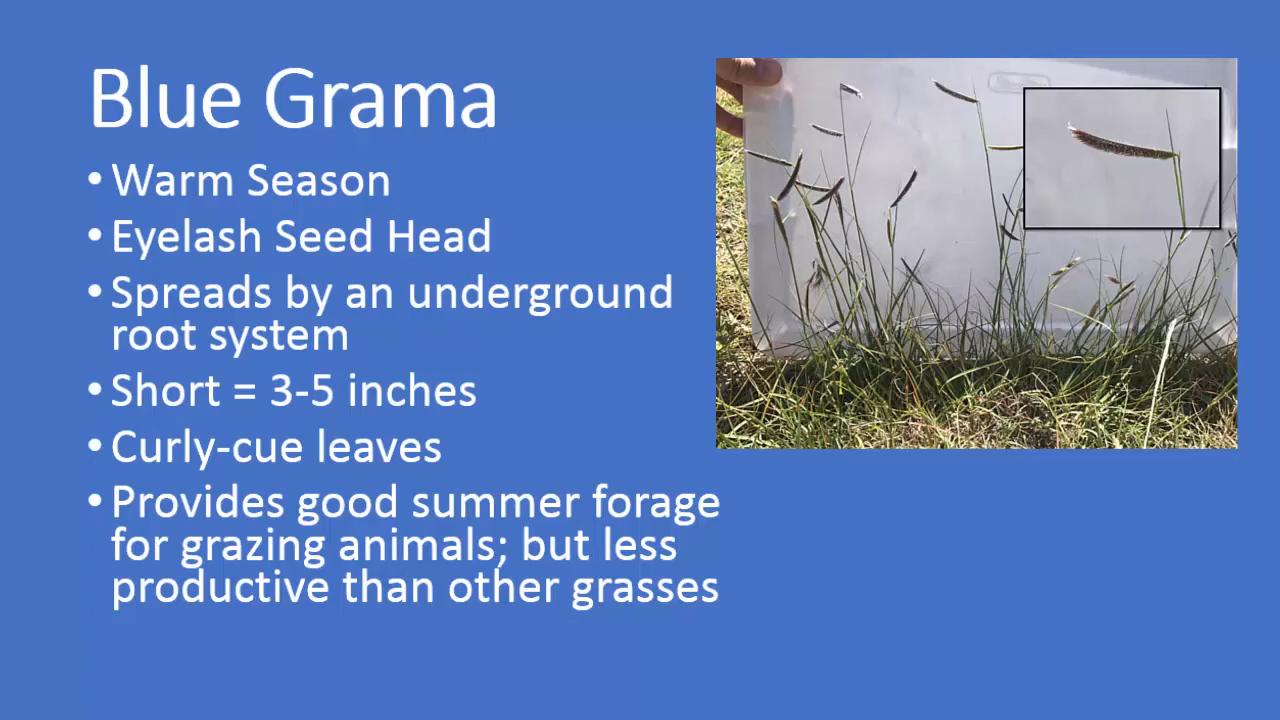 Blue Grama
• Warm Season
• Eyelash Seed Head
• Spreads by an underground
root system
• Short = 3-5 inches
• Curly-cue leaves
• Provides good summer forage
for grazing animals; but less
productive than other grasses